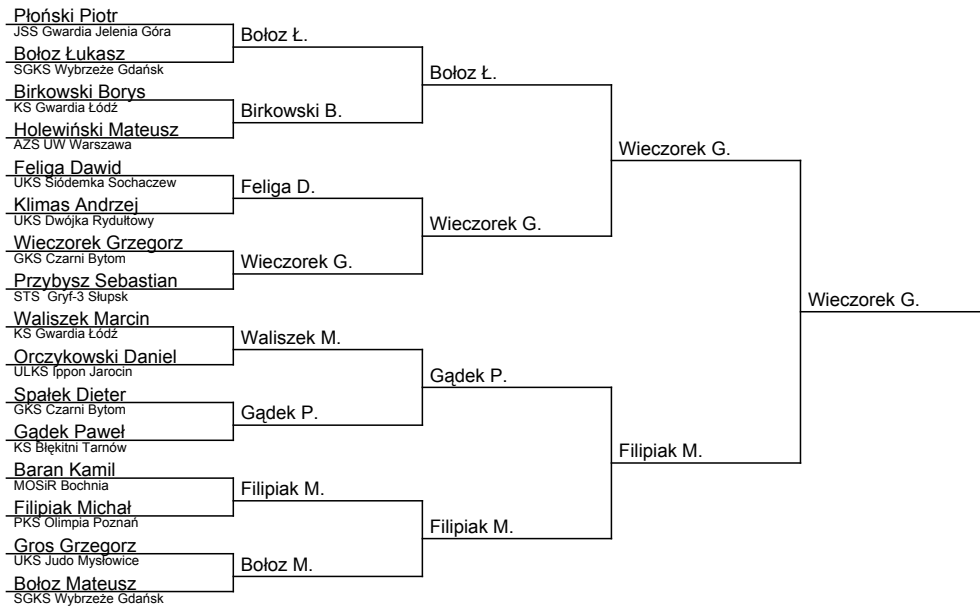 Płoński Piotr
JSS Gwardia Jelenia Góra
Bołoz Łukasz
SGKS Wybrzeże Gdańsk
Birkowski Borys
KS Gwardia Łódź
Holewiński Mateusz
AZS UW Warszawa
Feliga Dawid
UKS Siódemka Sochaczew
Klimas Andrzej
UKS Dwójka Rydułtowy
Wieczorek Grzegorz
GKS Czarni Bytom
Przybysz Sebastian
STS Gryf-3 Słupsk
Waliszek Marcin
KS Gwardia Łódź
Orczykowski Daniel
ULKS Ippon Jarocin
Spałek Dieter
GKS Czarni Bytom
Gądek Paweł
KS Błękitni Tarnów
Baran Kamil
MOSiR Bochnia
Filipiak Michał
PKS Olimpia Poznań
Gros Grzegorz
UKS Judo Mysłowice
Bołoz Mateusz
SGKS Wybrzeże Gdańsk
Bołoz Ł.
Birkowski B.
Feliga D.
Wieczorek G.
Waliszek M.
Gądek P.
Filipiak M.
Bołoz M.
Bołoz Ł.
Wieczorek G.
Gądek P.
Filipiak M.
Wieczorek G.
Filipiak M.
Wieczorek G.